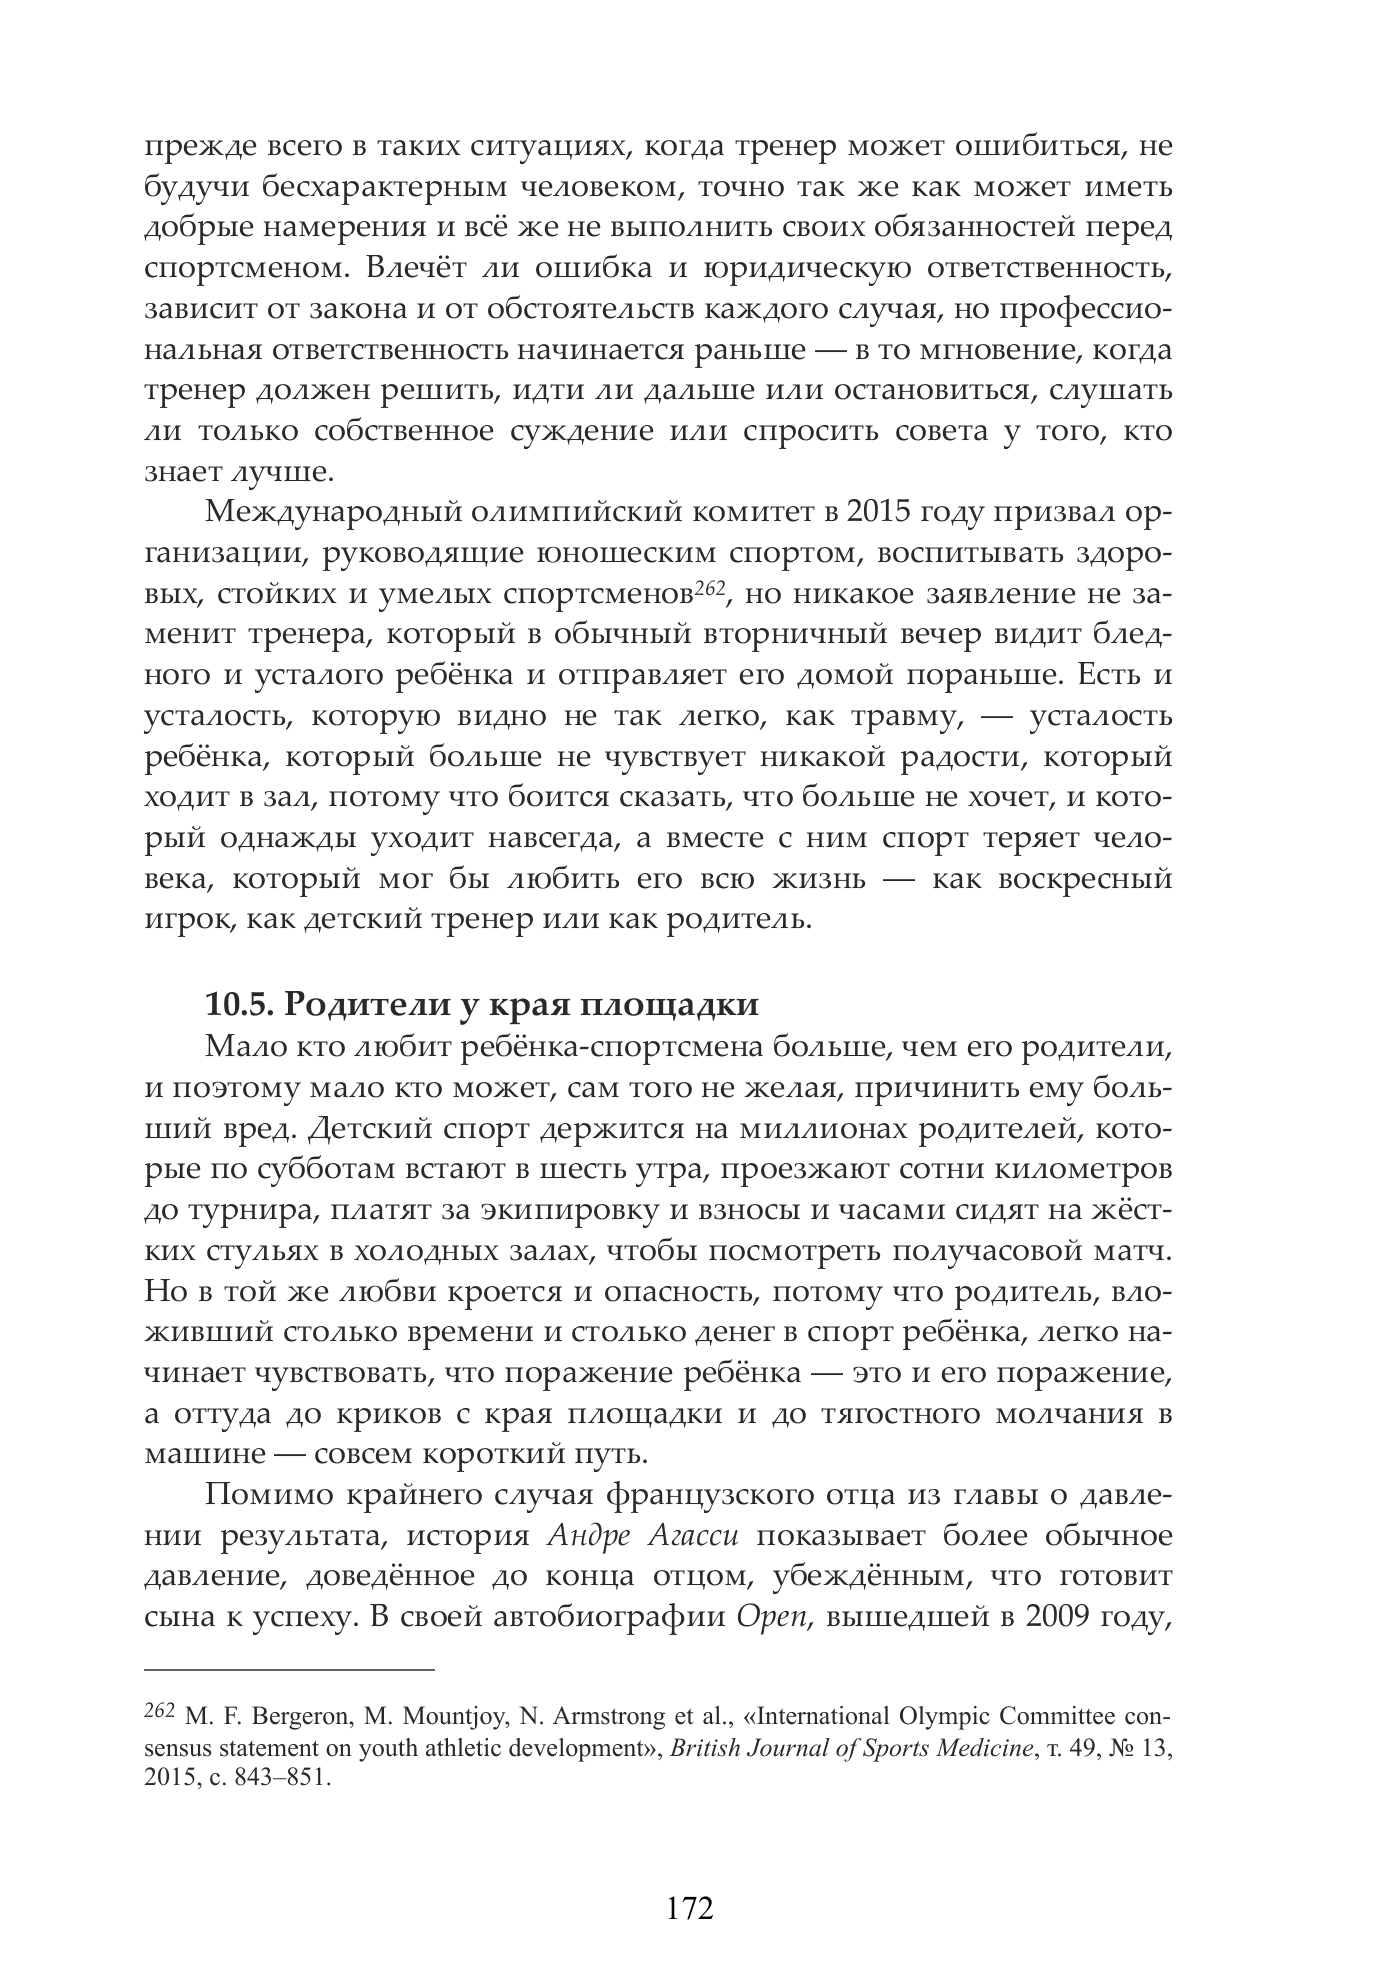 прежде всего в таких ситуациях, когда тренер может ошибиться, не
будучи бесхарактерным человеком, точно так же как может иметь
добрые намерения и всё же не выполнить своих обязанностей перед
спортсменом. Влечёт ли ошибка и юридическую ответственность,
зависит от закона и от обстоятельств каждого случая, но профессио-
нальная ответственность начинается раньше — в то мгновение, когда
тренер должен решить, идти ли дальше или остановиться, слушать
ли только собственное суждение или спросить совета у того, кто
знает лучше.
Международный олимпийский комитет в 2015 году призвал ор-
ганизации, руководящие юношеским спортом, воспитывать здоро-
вых, стойких и умелых спортсменов262, но никакое заявление не за-
менит тренера, который в обычный вторничный вечер видит блед-
ного и усталого ребёнка и отправляет его домой пораньше. Есть и
усталость, которую видно не так легко, как травму, — усталость
ребёнка, который больше не чувствует никакой радости, который
ходит в зал, потому что боится сказать, что больше не хочет, и кото-
рый однажды уходит навсегда, а вместе с ним спорт теряет чело-
века, который мог бы любить его всю жизнь — как воскресный
игрок, как детский тренер или как родитель.
10.5. Родители у края площадки
Мало кто любит ребёнка-спортсмена больше, чем его родители,
и поэтому мало кто может, сам того не желая, причинить ему боль-
ший вред. Детский спорт держится на миллионах родителей, кото-
рые по субботам встают в шесть утра, проезжают сотни километров
до турнира, платят за экипировку и взносы и часами сидят на жёст-
ких стульях в холодных залах, чтобы посмотреть получасовой матч.
Но в той же любви кроется и опасность, потому что родитель, вло-
живший столько времени и столько денег в спорт ребёнка, легко на-
чинает чувствовать, что поражение ребёнка — это и его поражение,
а оттуда до криков с края площадки и до тягостного молчания в
машине — совсем короткий путь.
Помимо крайнего случая французского отца из главы о давле-
нии результата, история Андре Агасси показывает более обычное
давление, доведённое до конца отцом, убеждённым, что готовит
сына к успеху. В своей автобиографии Open, вышедшей в 2009 году,
262 M. F. Bergeron, M. Mountjoy, N. Armstrong et al., «International Olympic Committee con-
sensus statement on youth athletic development», British Journal of Sports Medicine, т. 49, № 13,
2015, с. 843–851.
172